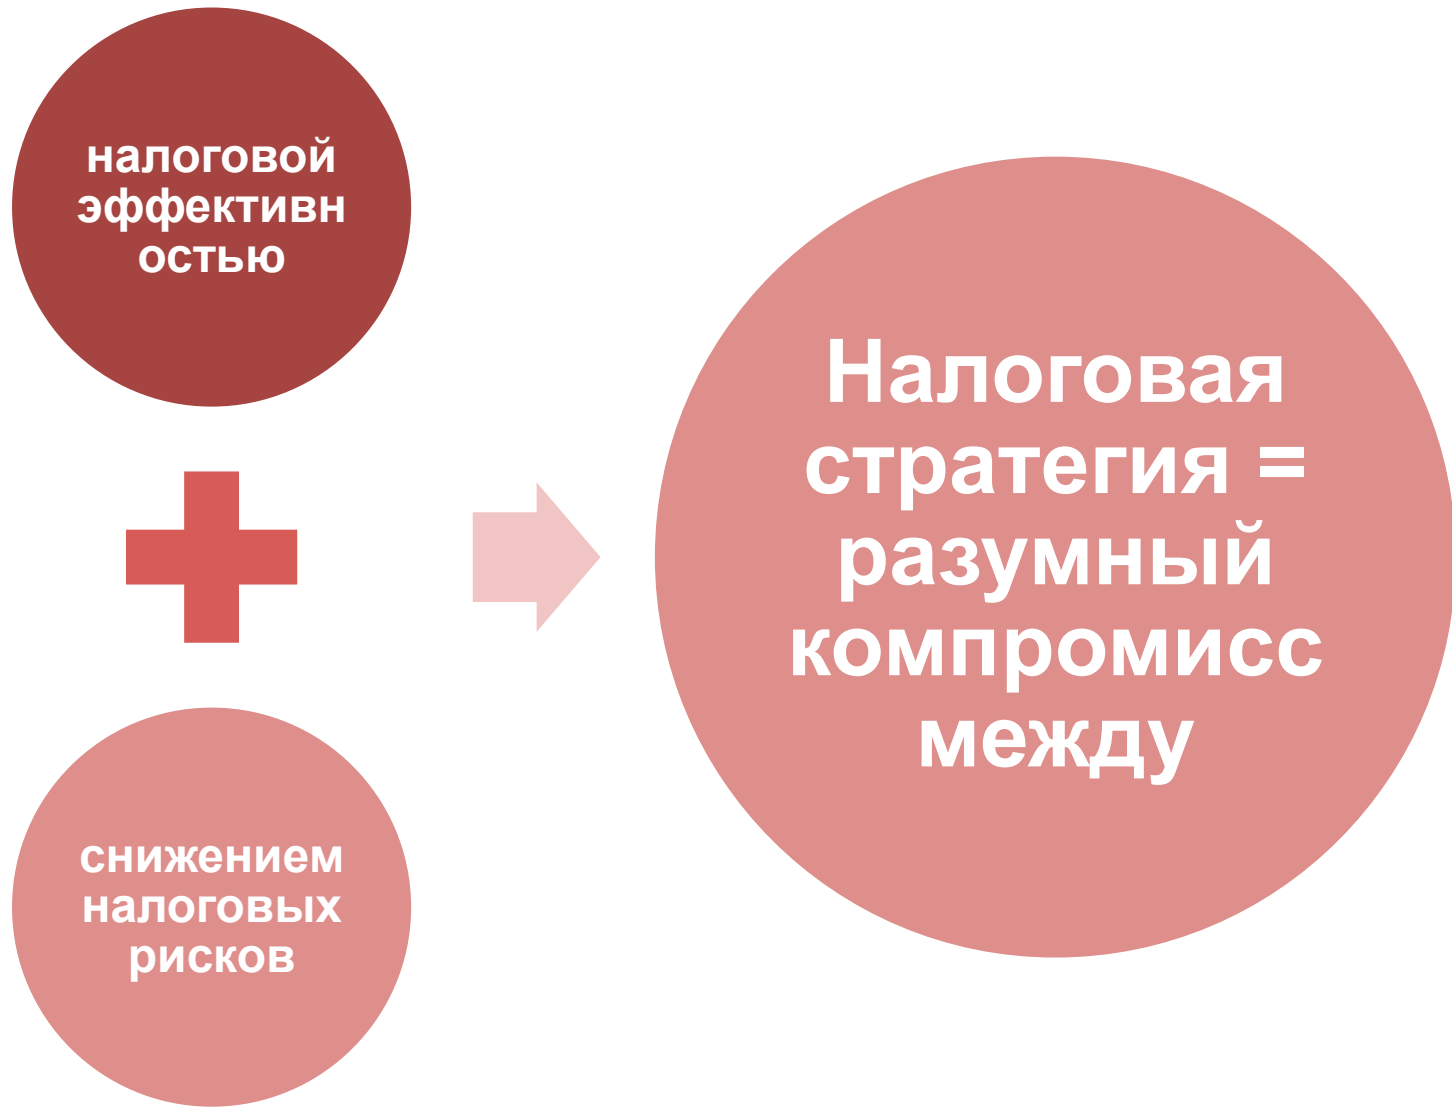 налоговой
эффективн
остью
снижением
налоговых
рисков
Налоговая
стратегия =
разумный
компромисс
между